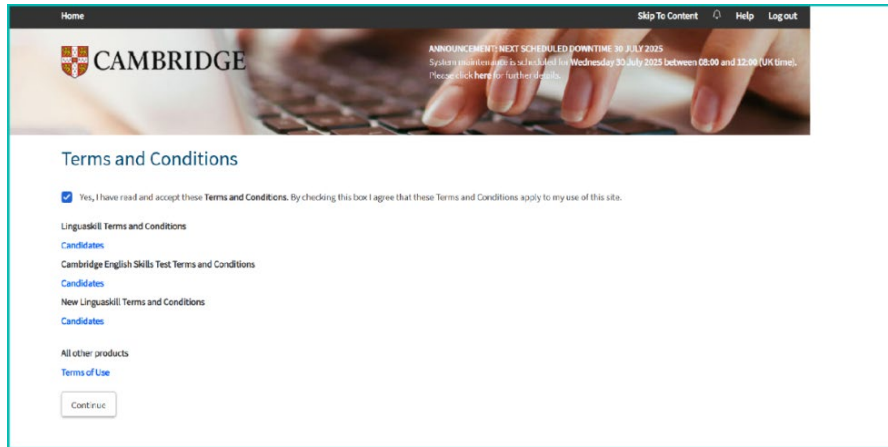 Home Skip To Content Help Logout
CAMBRIDGE
ANNOUNCEMENT: NEXT SCHEDULED DOWNTIME 30 JULY 2025
System maintenance is scheduled for Wednesday 30 July 2025 between 08:00 and 12:00 (UK time).
Please click here for further details.
Terms and Conditions
Yes, I have read and accept these Terms and Conditions. By checking this box I agree that these Terms and Conditions apply to my use of this site.
Linguaskill Terms and Conditions
Candidates
Cambridge English Skills Test Terms and Conditions
Candidates
New Linguaskill Terms and Conditions
Candidates
All other products
Terms of Use
Continue